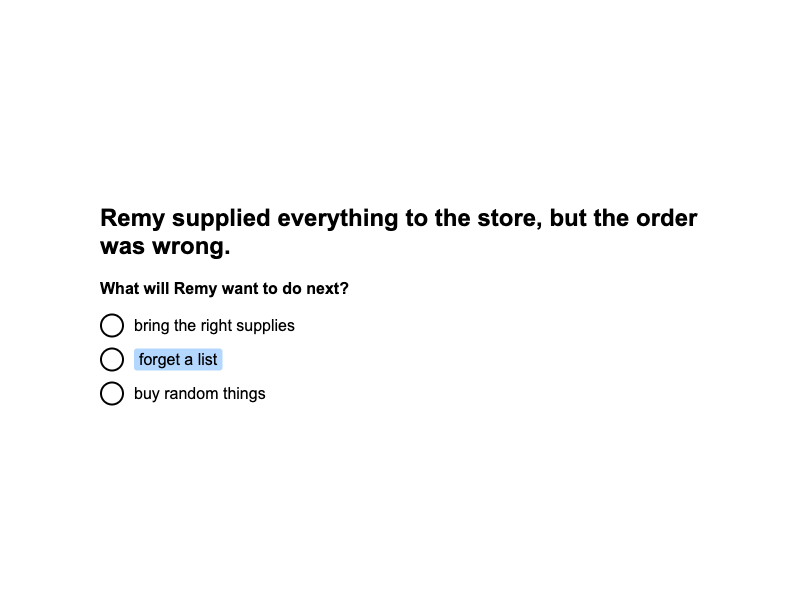 Remy supplied everything to the store, but the order
was wrong.
What will Remy want to do next?
bring the right supplies
forget a list
buy random things